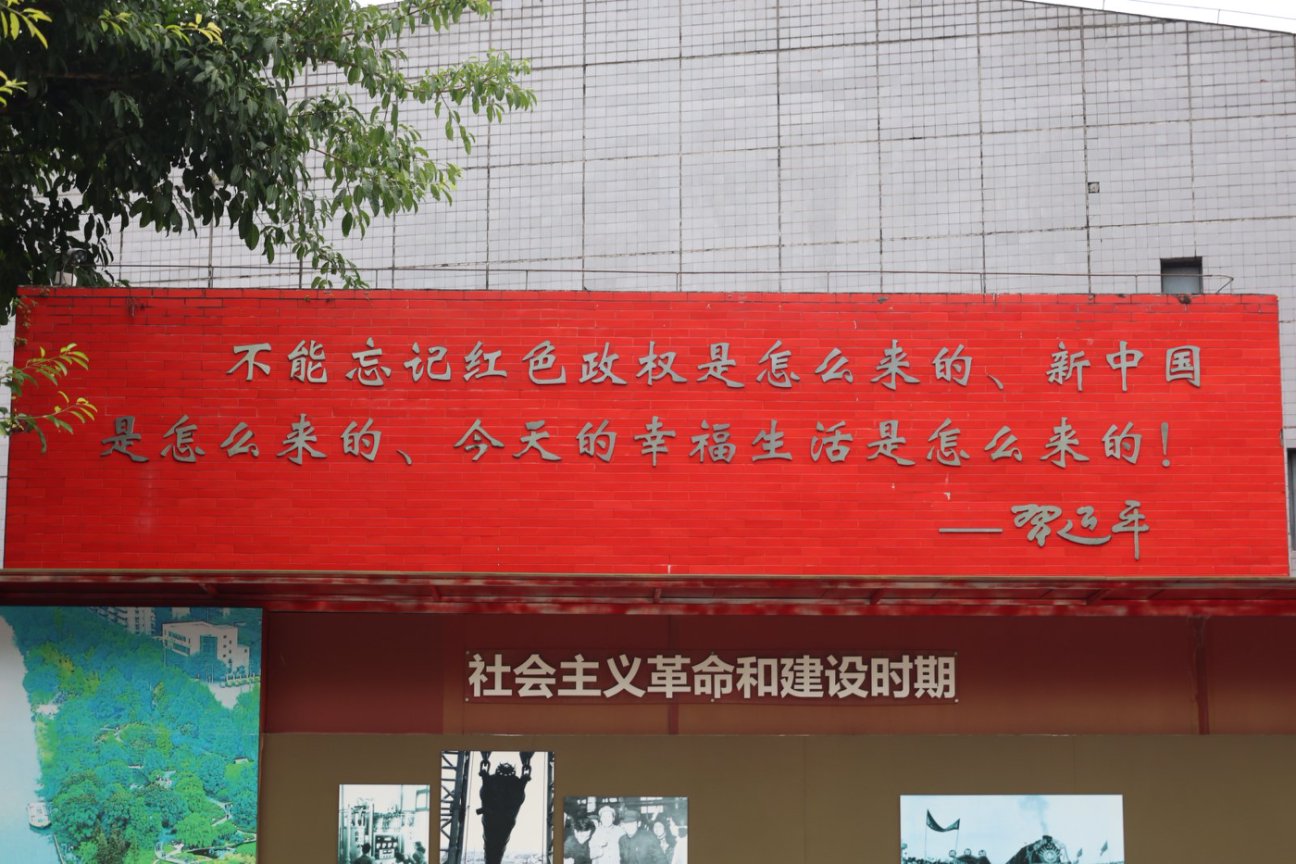 不能忘记红色政权是怎么来的、新中国
是怎么来的、今天的幸福生活是怎么来的！
——习近平
社会主义革命和建设时期